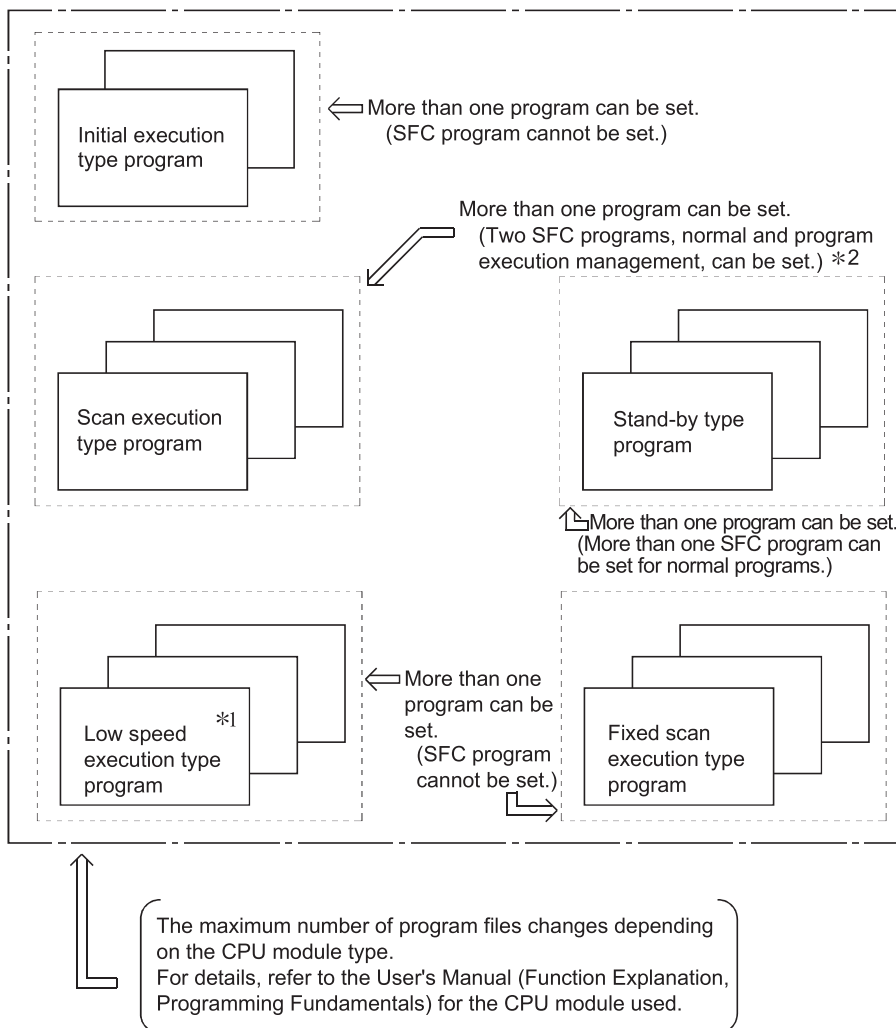 Initial execution
type program
More than one program can be set.
(SFC program cannot be set.)
More than one program can be set.
(Two SFC programs, normal and program
execution management, can be set.) *2
Scan execution
type program
Stand-by type
program
More than one program can be set.
(More than one SFC program can
be set for normal programs.)
Low speed *1
execution type
program
More than one
program can be
set.
(SFC program
cannot be set.)
Fixed scan
execution type
program
The maximum number of program files changes depending
on the CPU module type.
For details, refer to the User's Manual (Function Explanation,
Programming Fundamentals) for the CPU module used.